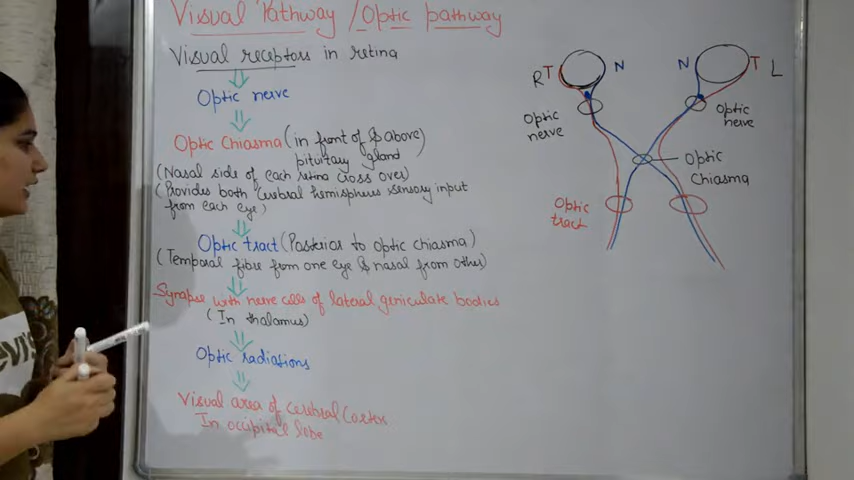 Visual Pathway / Optic pathway
Visual receptors in retina
Optic nerve
Optic Chiasma (in front of & above
pituitary gland)
(Nasal side of each retina cross over)
(Provides both Cerebral hemispheres sensory input
from each eye)
Optic tract (Posterior to optic chiasma)
(Temporal fibre from one eye & nasal from other)
Synapse with nerve cells of lateral geniculate bodies
(In thalamus)
Optic radiations
Visual area of cerebral Cortex
In occipital lobe
R T N N T L
Optic
nerve
Optic
nerve
Optic
Chiasma
Optic
tract